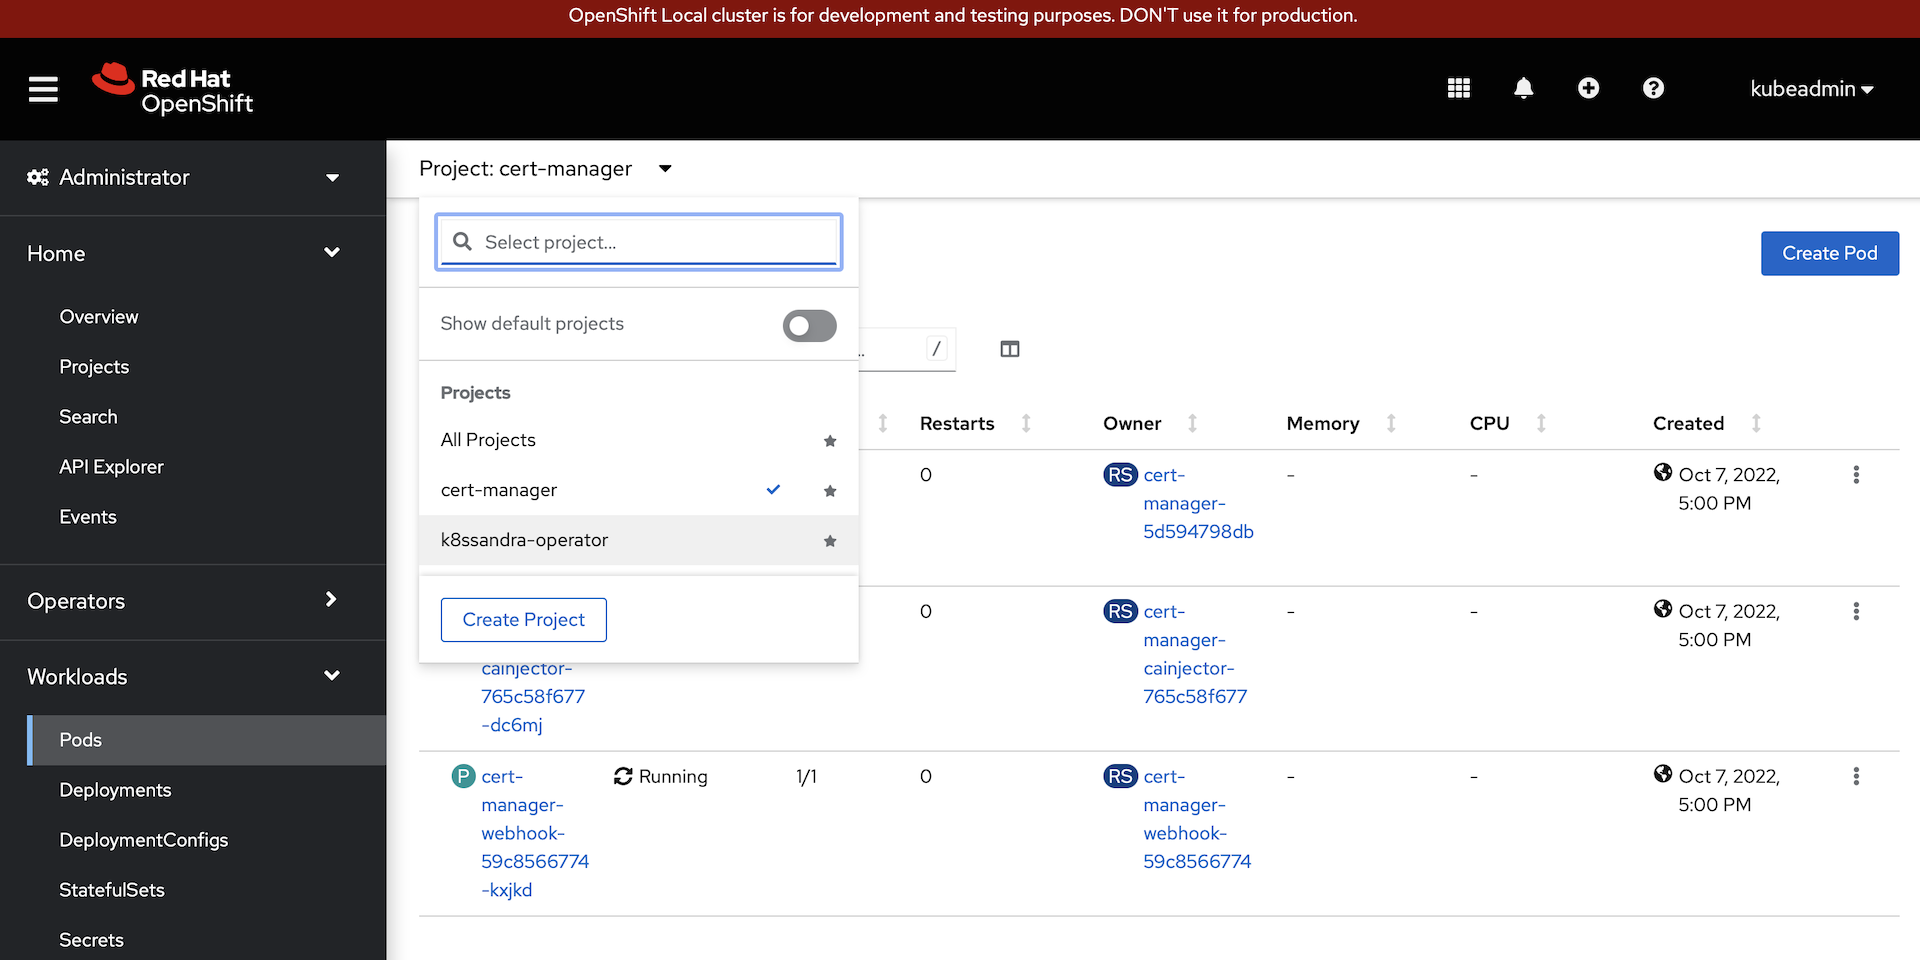 OpenShift Local cluster is for development and testing purposes. DON'T use it for production.
Red Hat
OpenShift
kubeadmin
Administrator
Home
Overview
Projects
Search
API Explorer
Events
Operators
Workloads
Pods
Deployments
DeploymentConfigs
StatefulSets
Secrets
Project: cert-manager
Select project...
Show default projects
Projects
All Projects
cert-manager
k8ssandra-operator
Create Project
Create Pod
/
Restarts Owner Memory CPU Created
0 RS cert- - - Oct 7, 2022,
manager- 5:00 PM
5d594798db
0 RS cert- - - Oct 7, 2022,
manager- 5:00 PM
cainjector- cainjector-
765c58f677 765c58f677
-dc6mj
P cert- Running 1/1 0 RS cert- - - Oct 7, 2022,
manager- manager- 5:00 PM
webhook- webhook-
59c8566774 59c8566774
-kxjkd